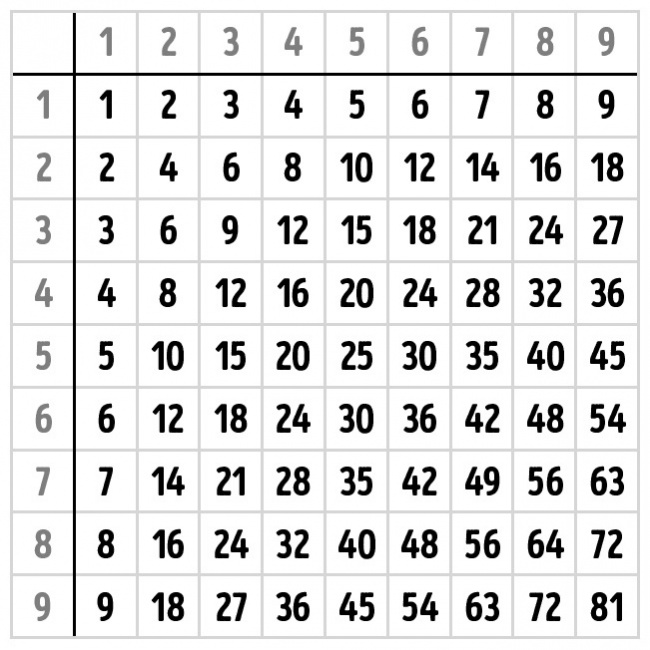 1 2 3 4 5 6 7 8 9
1 1 2 3 4 5 6 7 8 9
2 2 4 6 8 10 12 14 16 18
3 3 6 9 12 15 18 21 24 27
4 4 8 12 16 20 24 28 32 36
5 5 10 15 20 25 30 35 40 45
6 6 12 18 24 30 36 42 48 54
7 7 14 21 28 35 42 49 56 63
8 8 16 24 32 40 48 56 64 72
9 9 18 27 36 45 54 63 72 81